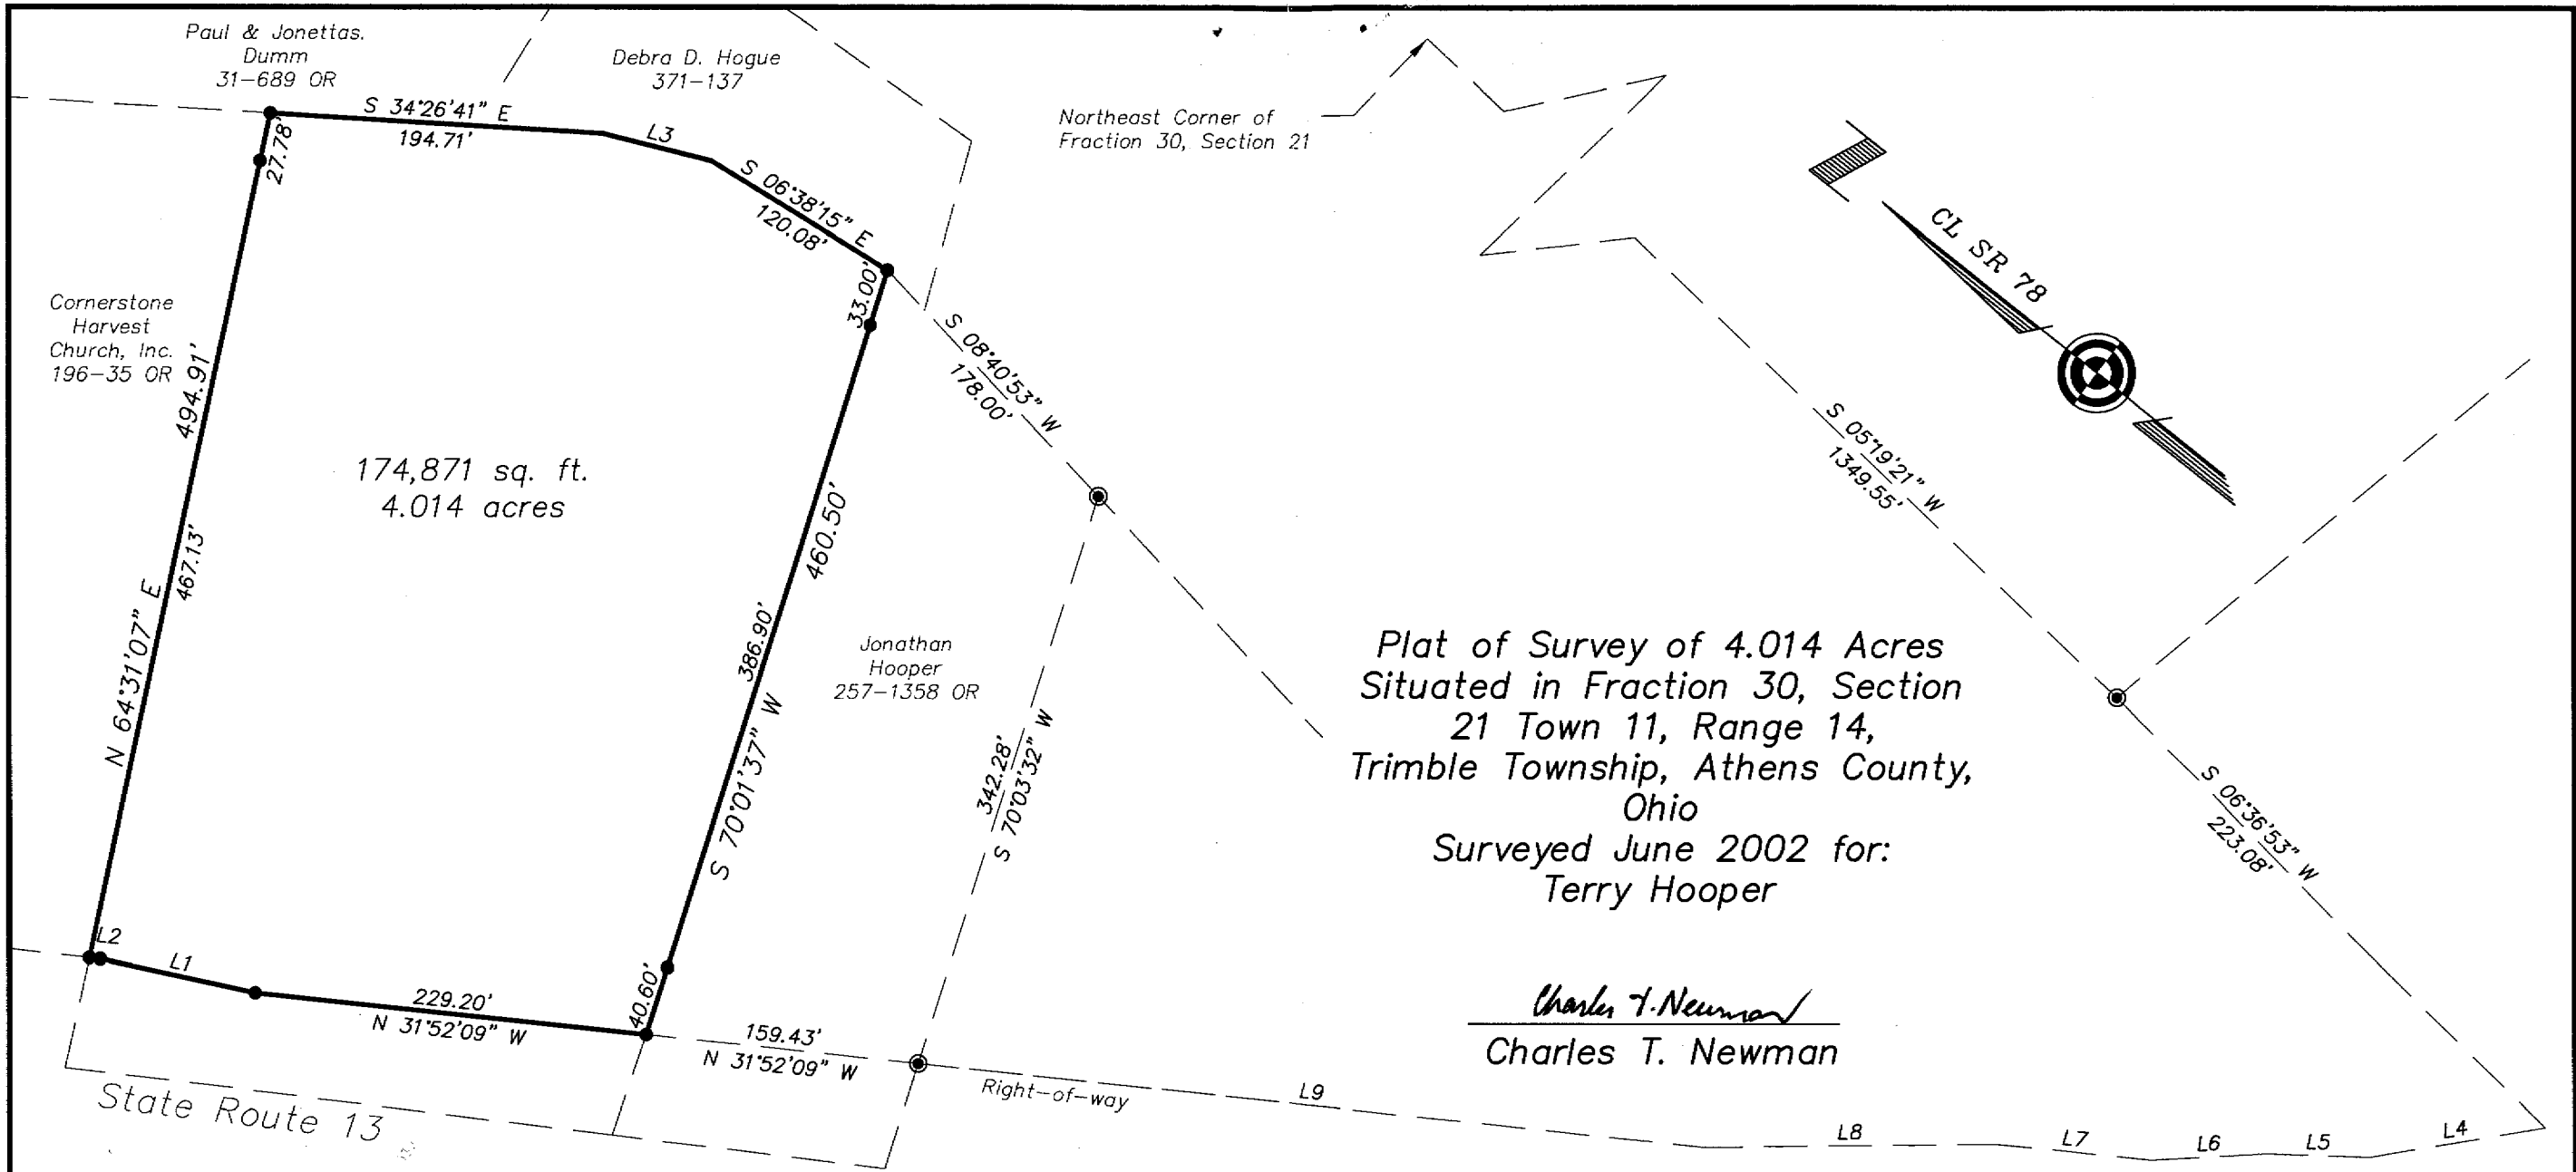 Paul & Jonettas.
Dumm
31-689 OR
Debra D. Hogue
371-137
Northeast Corner of
Fraction 30, Section 21
S 34°26'41" E
194.71'
L3
27.78'
S 06°38'15" E
120.08'
33.00'
CL SR 78
Cornerstone
Harvest
Church, Inc.
196-35 OR
494.91'
467.13'
N 64°31'07" E
174,871 sq. ft.
4.014 acres
460.50'
386.90'
S 70°01'37" W
S 08°40'53" W
178.00'
S 05°19'21" W
1349.55'
Jonathan
Hooper
257-1358 OR
342.28'
S 70°03'32" W
Plat of Survey of 4.014 Acres
Situated in Fraction 30, Section
21 Town 11, Range 14,
Trimble Township, Athens County,
Ohio
Surveyed June 2002 for:
Terry Hooper
S 06°36'53" W
223.08'
Charles T. Newman
Charles T. Newman
L2
L1
229.20'
N 31°52'09" W
40.60'
159.43'
N 31°52'09" W
Right-of-way
State Route 13
L9
L8
L7
L6
L5
L4